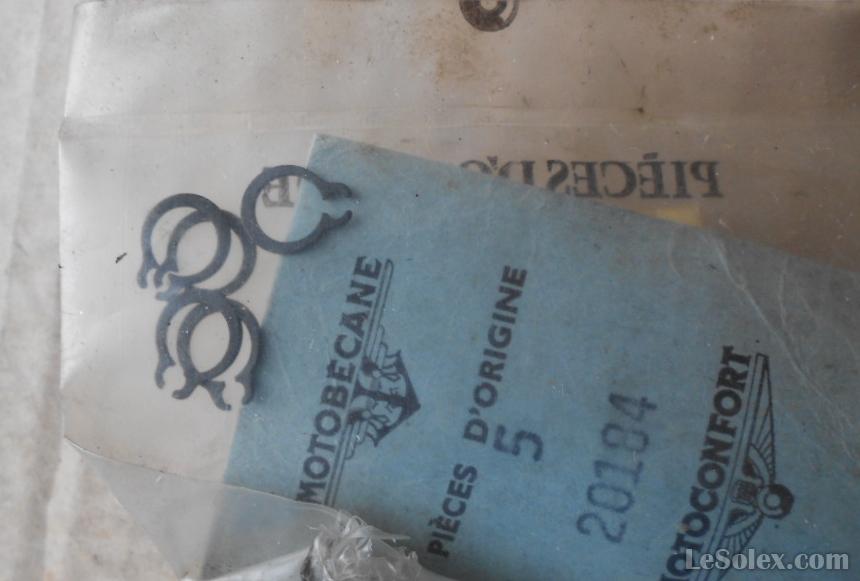 PIÈCES D'O
MOTOBÉCANE
PIÈCES D'ORIGINE
5
20184
MOTOCONFORT
LeSolex.com